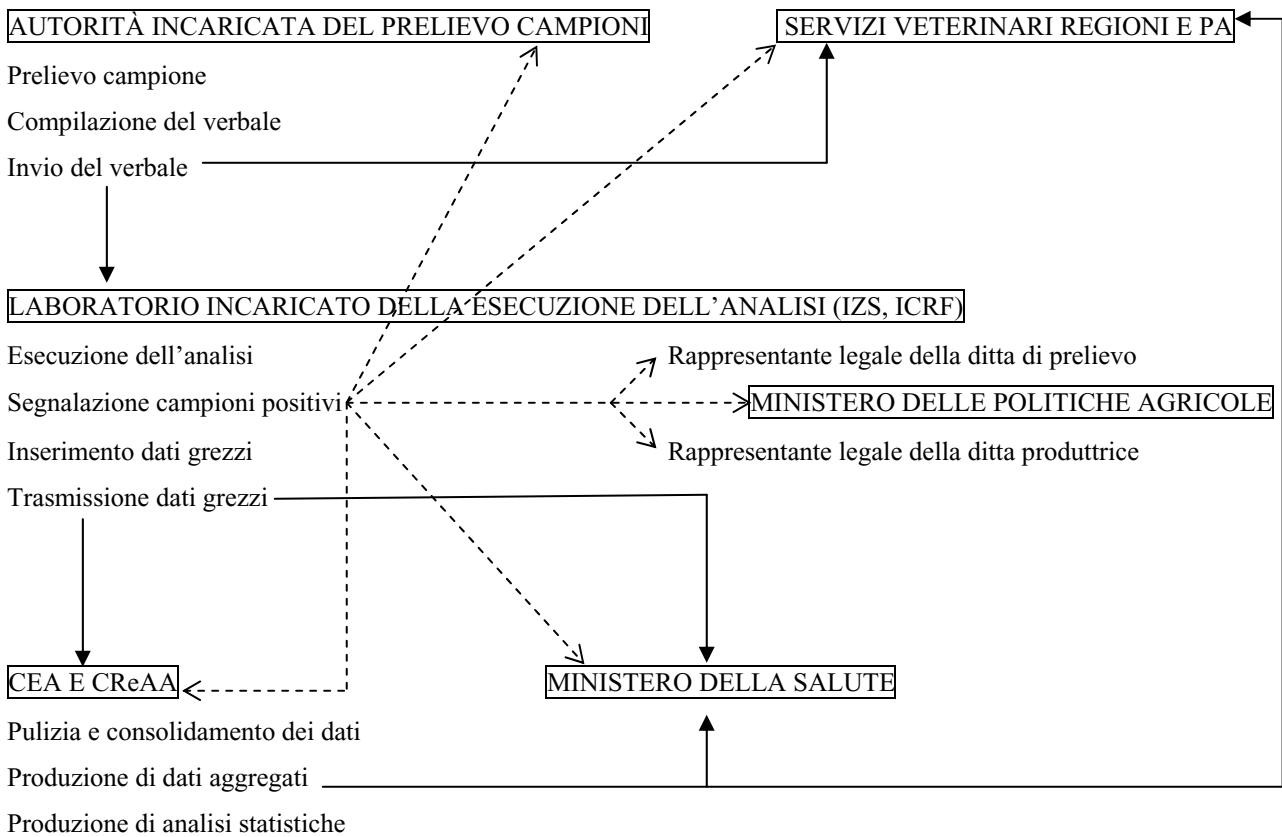 AUTORITÀ INCARICATA DEL PRELIEVO CAMPIONI
SERVIZI VETERINARI REGIONI E PA
Prelievo campione
Compilazione del verbale
Invio del verbale
LABORATORIO INCARICATO DELLA ESECUZIONE DELL’ANALISI (IZS, ICRF)
Esecuzione dell’analisi
Rappresentante legale della ditta di prelievo
Segnalazione campioni positivi
MINISTERO DELLE POLITICHE AGRICOLE
Inserimento dati grezzi
Rappresentante legale della ditta produttrice
Trasmissione dati grezzi
CEA E CReAA
MINISTERO DELLA SALUTE
Pulizia e consolidamento dei dati
Produzione di dati aggregati
Produzione di analisi statistiche